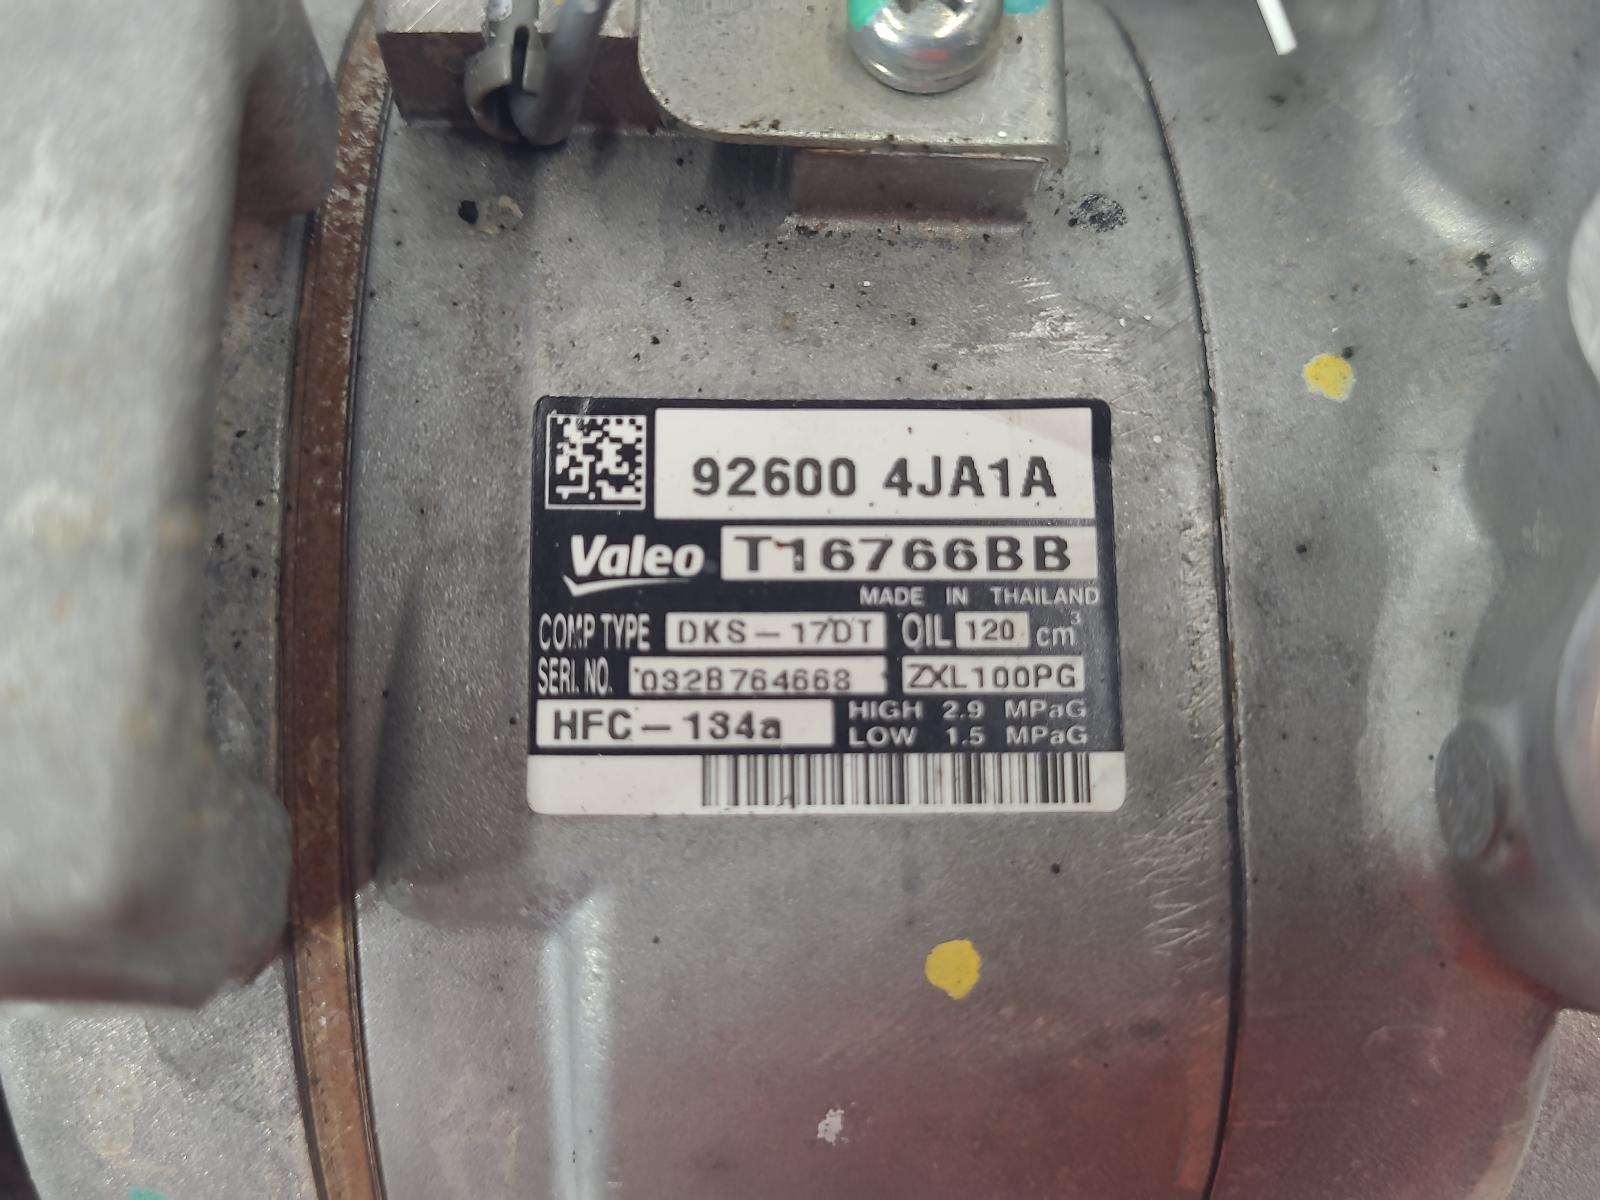 92600 4JA1A
Valeo T16766BB
MADE IN THAILAND
COMP TYPE DKS-17DT OIL 120 cm³
SERI. NO. 032B764668 ZXL100PG
HFC-134a HIGH 2.9 MPaG
LOW 1.5 MPaG